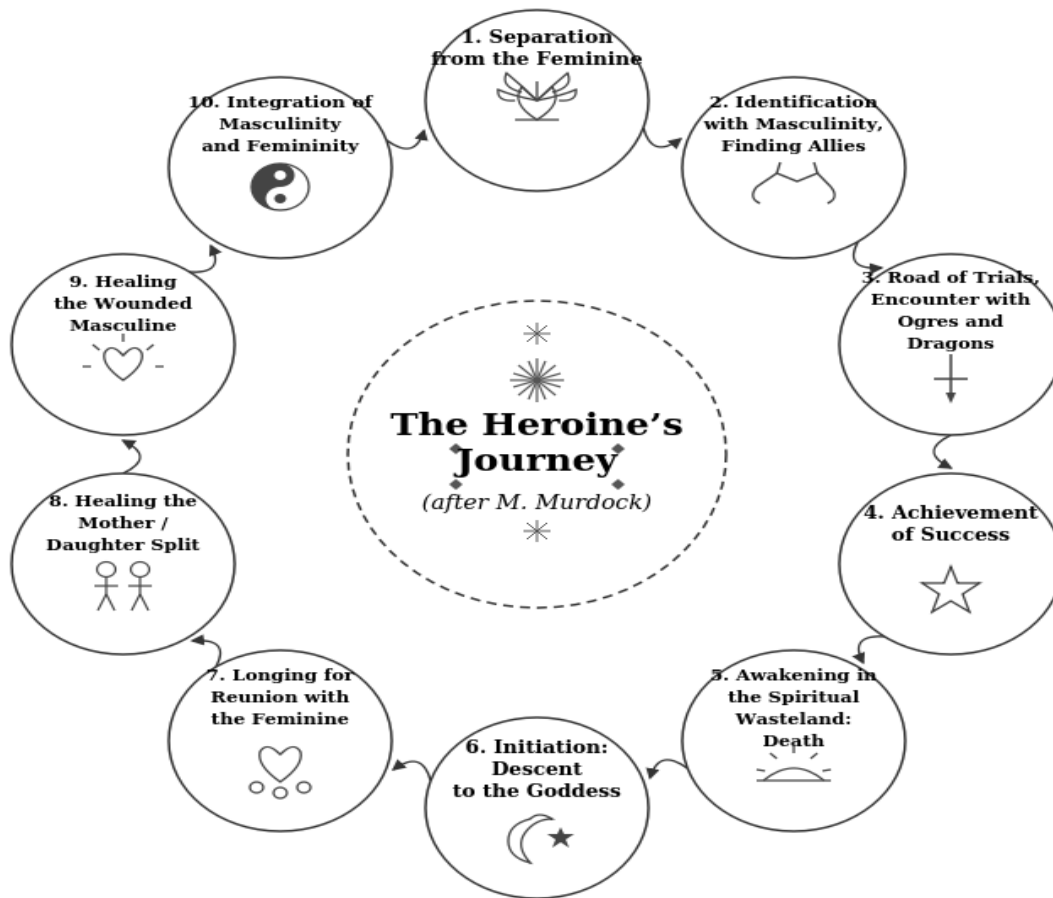 1. Separation
from the Feminine
2. Identification
with Masculinity,
Finding Allies
3. Road of Trials,
Encounter with
Ogres and
Dragons
4. Achievement
of Success
5. Awakening in
the Spiritual
Wasteland:
Death
6. Initiation:
Descent
to the Goddess
7. Longing for
Reunion with
the Feminine
8. Healing the
Mother /
Daughter Split
9. Healing
the Wounded
Masculine
10. Integration of
Masculinity
and Femininity
The Heroine’s
Journey
(after M. Murdock)